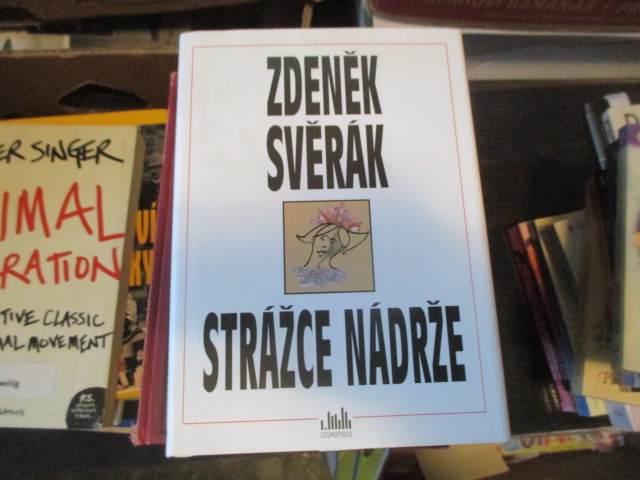 ZDENĚK
SVĚRÁK
STRÁŽCE NÁDRŽE
COSMOPOLIS
ER SINGER
IMAL
RATION
TIVE CLASSIC
AL MOVEMENT
P.S.